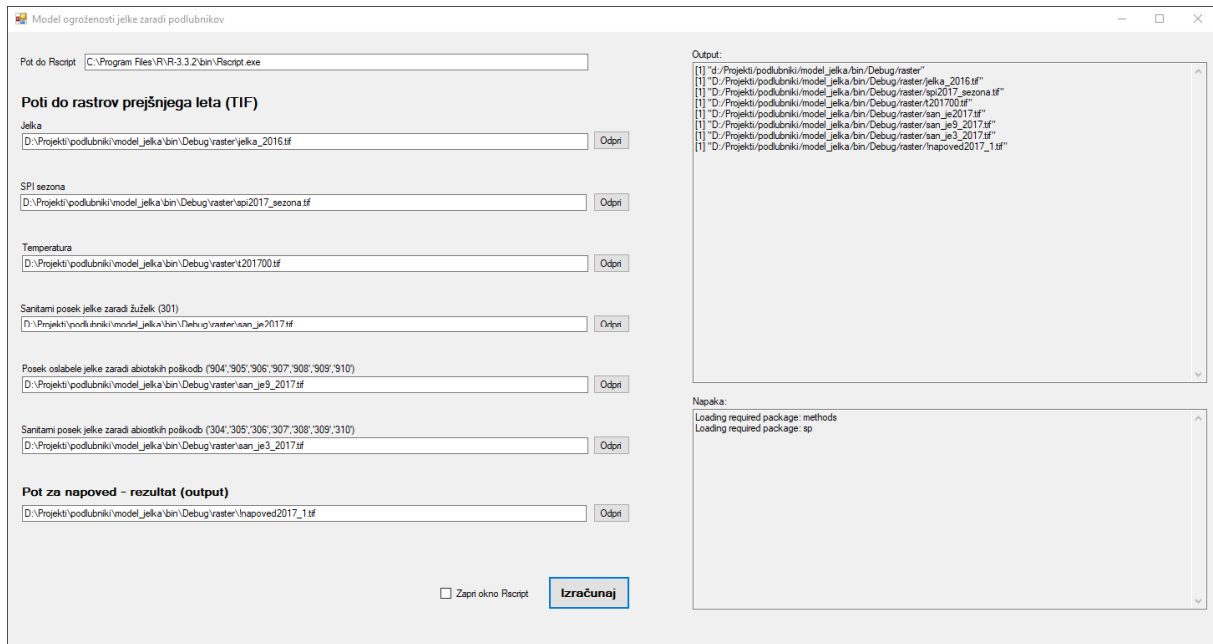 Model ogroženosti jelke zaradi podlubnikov
Pot do Rscript
C:\Program Files\R\R-3.3.2\bin\Rscript.exe
Poti do rastrov prejšnjega leta (TIF)
Jelka
D:\Projekti\podlubniki\model_jelka\bin\Debug\raster\jelka_2016.tif
Odpri
SPI sezona
D:\Projekti\podlubniki\model_jelka\bin\Debug\raster\spi2017_sezona.tif
Odpri
Temperatura
D:\Projekti\podlubniki\model_jelka\bin\Debug\raster\t201700.tif
Odpri
Sanitarni posek jelke zaradi žuželk (301)
D:\Projekti\podlubniki\model_jelka\bin\Debug\raster\san_je2017.tif
Odpri
Posek oslabele jelke zaradi abiotskih poškodb ('904','905','906','907','908','909','910')
D:\Projekti\podlubniki\model_jelka\bin\Debug\raster\san_je9_2017.tif
Odpri
Sanitarni posek jelke zaradi abiostkih poškodb ('304','305','306','307','308','309','310')
D:\Projekti\podlubniki\model_jelka\bin\Debug\raster\san_je3_2017.tif
Odpri
Pot za napoved - rezultat (output)
D:\Projekti\podlubniki\model_jelka\bin\Debug\raster\!napoved2017_1.tif
Odpri
Zapri okno Rscript
Izračunaj
Output:
[1] "d:/Projekti/podlubniki/model_jelka/bin/Debug/raster"
[1] "D:/Projekti/podlubniki/model_jelka/bin/Debug/raster/jelka_2016.tif"
[1] "D:/Projekti/podlubniki/model_jelka/bin/Debug/raster/spi2017_sezona.tif"
[1] "D:/Projekti/podlubniki/model_jelka/bin/Debug/raster/t201700.tif"
[1] "D:/Projekti/podlubniki/model_jelka/bin/Debug/raster/san_je2017.tif"
[1] "D:/Projekti/podlubniki/model_jelka/bin/Debug/raster/san_je9_2017.tif"
[1] "D:/Projekti/podlubniki/model_jelka/bin/Debug/raster/san_je3_2017.tif"
[1] "D:/Projekti/podlubniki/model_jelka/bin/Debug/raster/!napoved2017_1.tif"
Napaka:
Loading required package: methods
Loading required package: sp